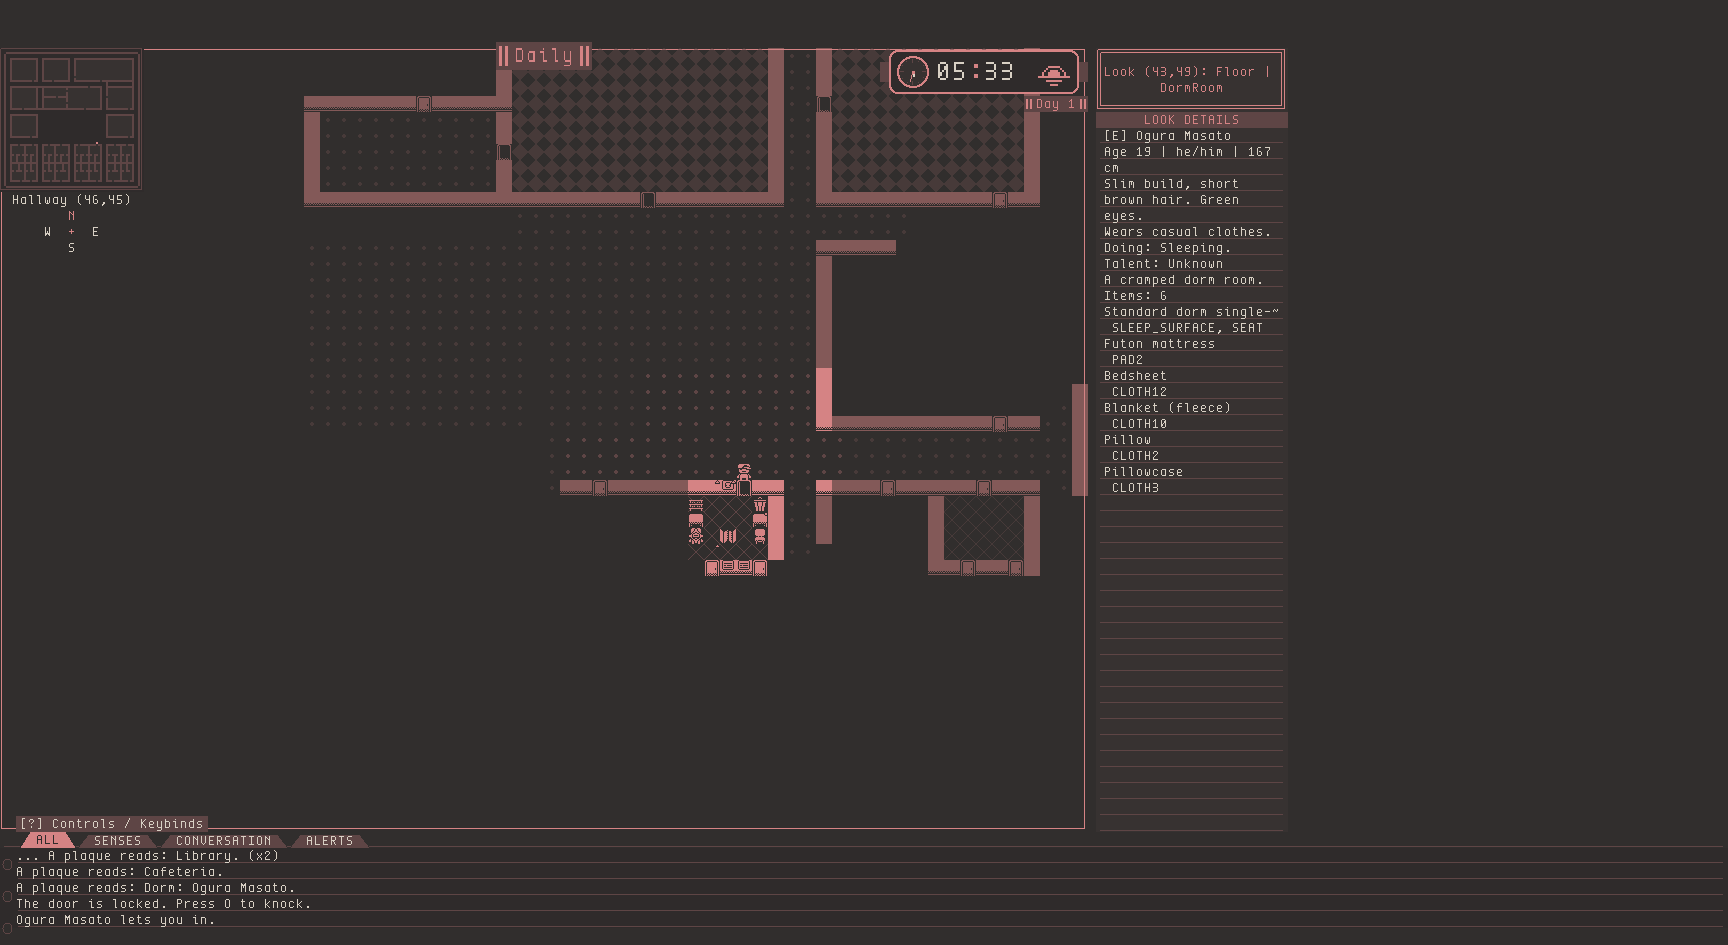 Daily
05:33
Day 1
Hallway (46,45)
N
W + E
S
Look (43,49): Floor |
DormRoom
LOOK DETAILS
[E] Ogura Masato
Age 19 | he/him | 167
cm
Slim build, short
brown hair. Green
eyes.
Wears casual clothes.
Doing: Sleeping.
Talent: Unknown
A cramped dorm room.
Items: 6
Standard dorm single-~
SLEEP_SURFACE, SEAT
Futon mattress
PAD2
Bedsheet
CLOTH12
Blanket (fleece)
CLOTH10
Pillow
CLOTH2
Pillowcase
CLOTH3
[?] Controls / Keybinds
ALL SENSES CONVERSATION ALERTS
... A plaque reads: Library. (x2)
A plaque reads: Cafeteria.
A plaque reads: Dorm: Ogura Masato.
The door is locked. Press O to knock.
Ogura Masato lets you in.